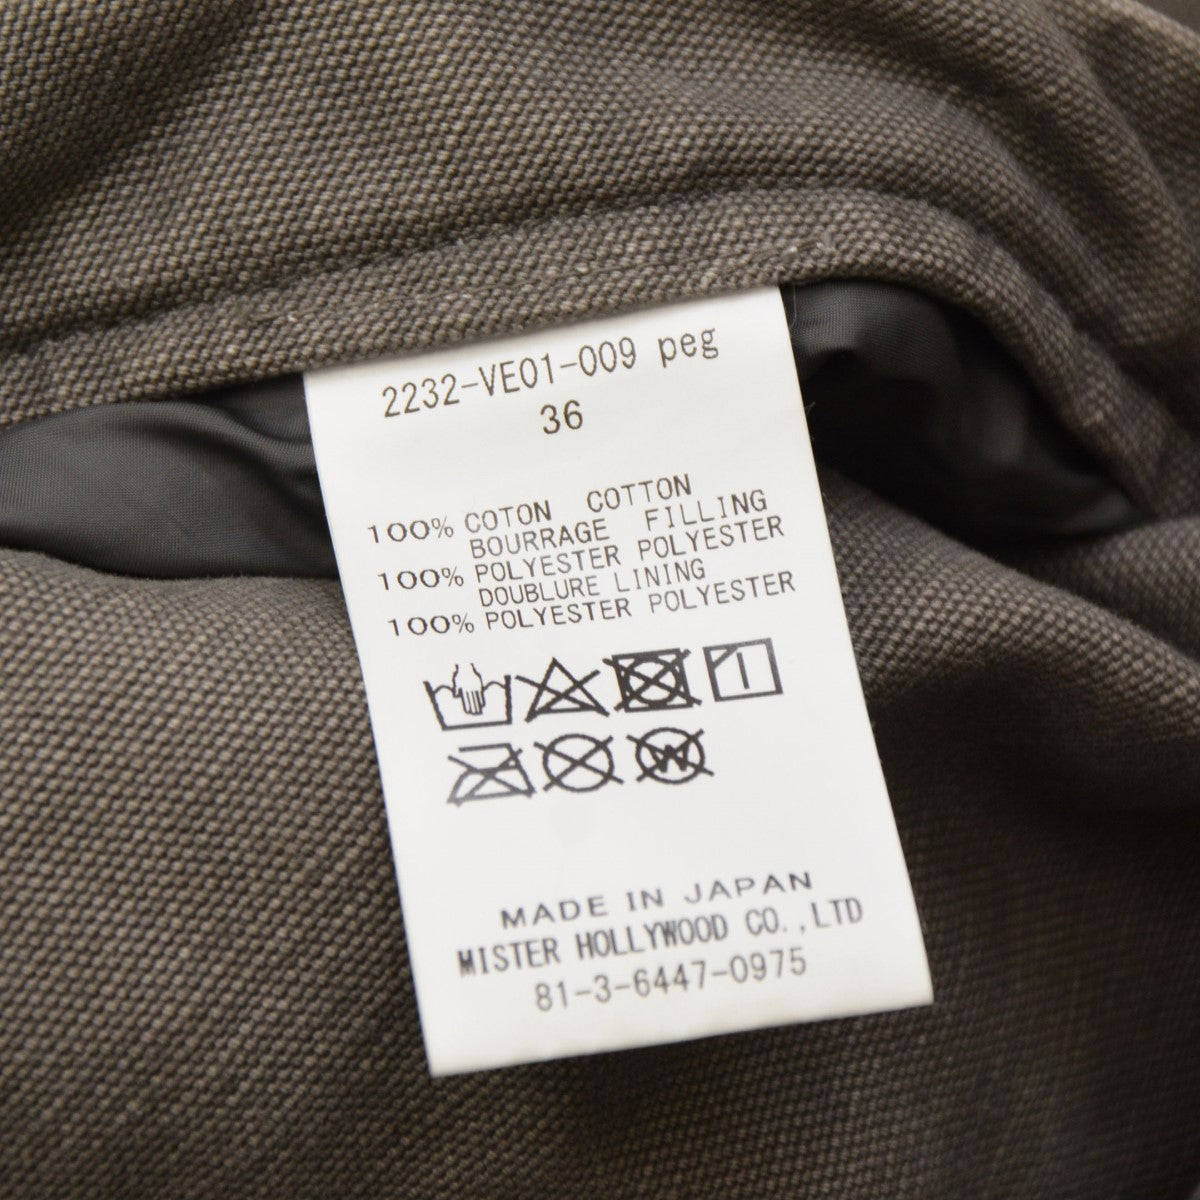 2232-VE01-009 peg
36
100% COTON COTTON
BOURRAGE FILLING
100% POLYESTER POLYESTER
DOUBLURE LINING
100% POLYESTER POLYESTER
W
MADE IN JAPAN
MISTER HOLLYWOOD CO.,LTD
81-3-6447-0975